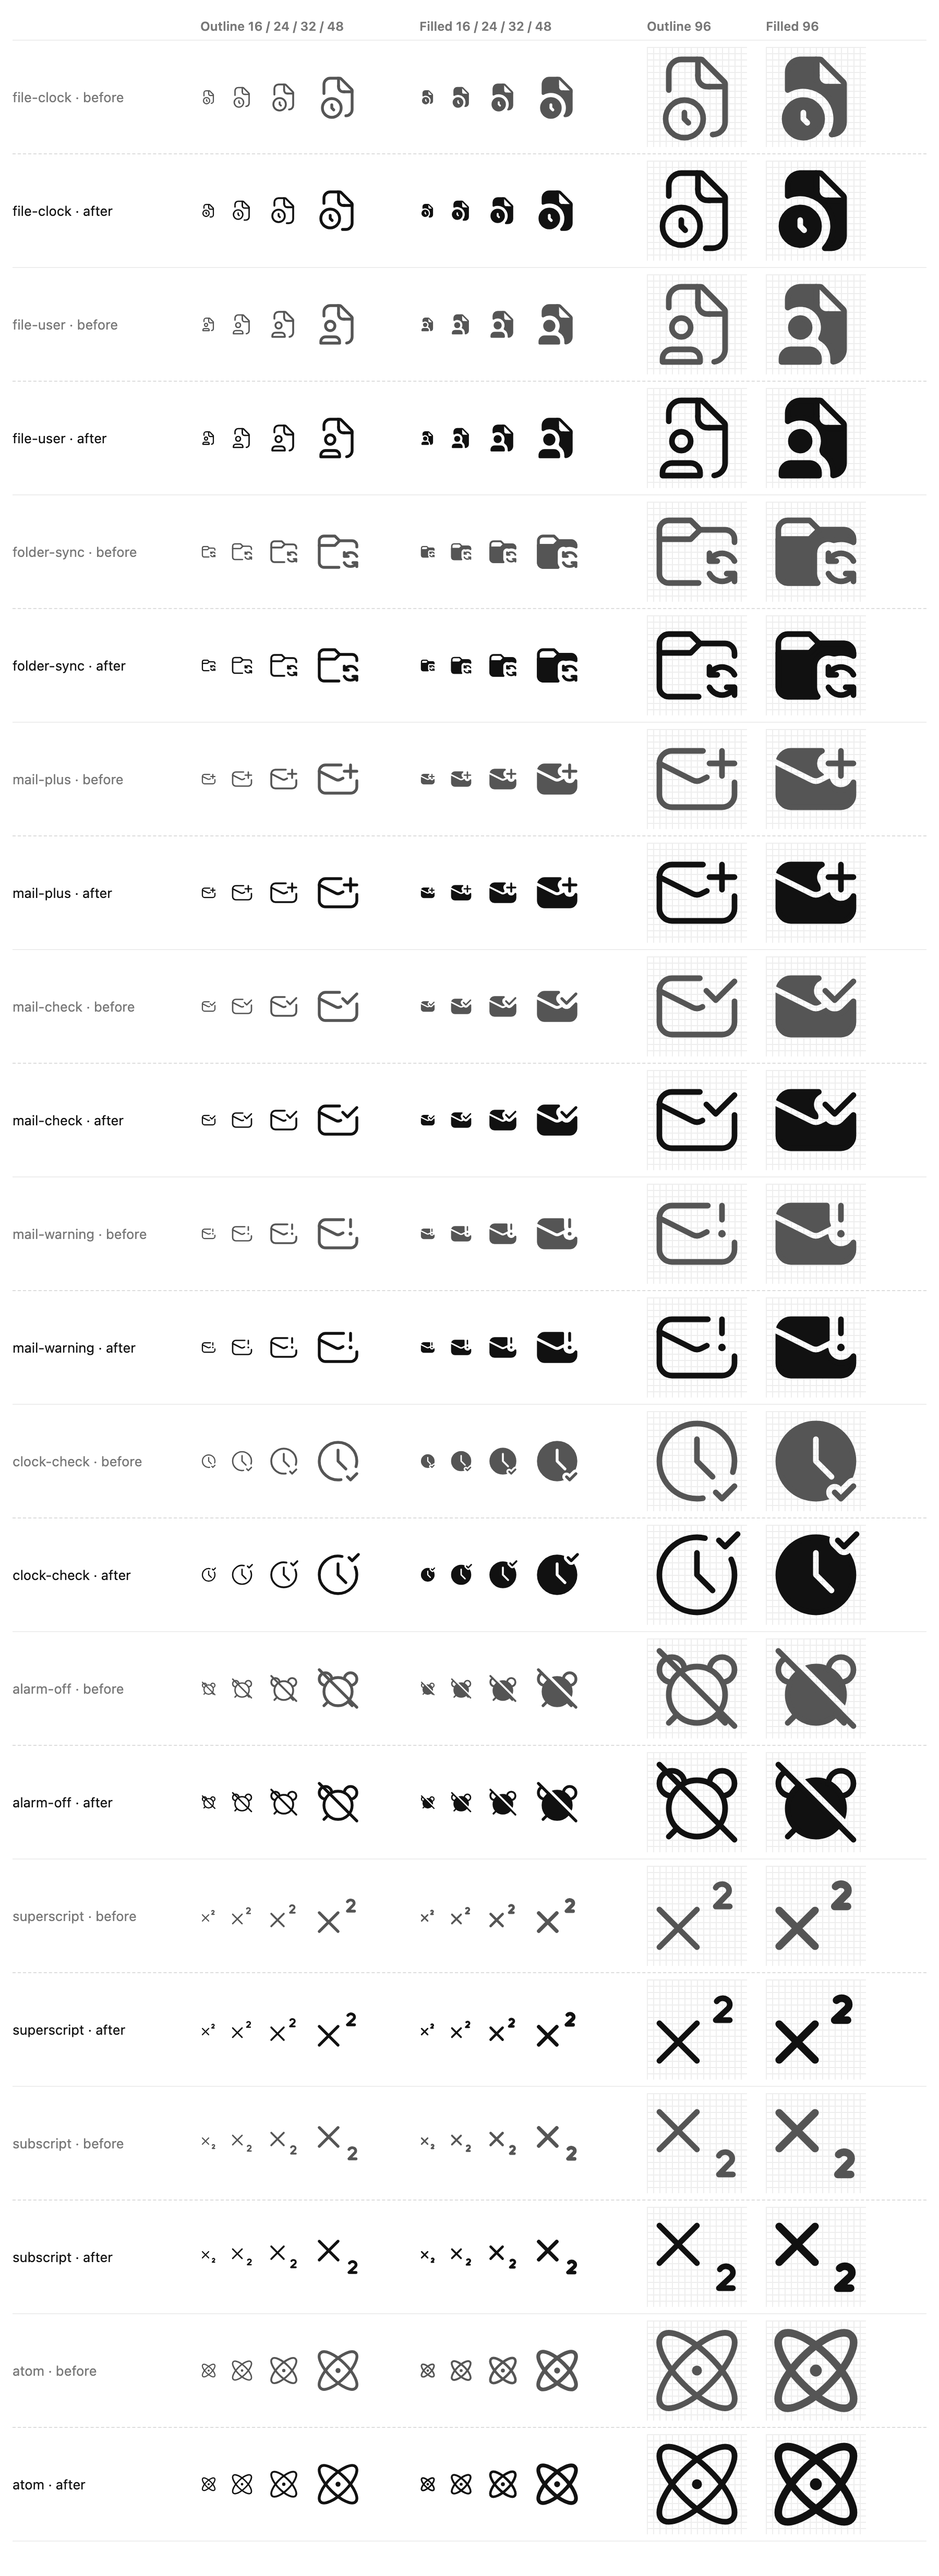 Outline 16 / 24 / 32 / 48 Filled 16 / 24 / 32 / 48 Outline 96 Filled 96
file-clock · before
file-clock · after
file-user · before
file-user · after
folder-sync · before
folder-sync · after
mail-plus · before
mail-plus · after
mail-check · before
mail-check · after
mail-warning · before
mail-warning · after
clock-check · before
clock-check · after
alarm-off · before
alarm-off · after
superscript · before
superscript · after
subscript · before
subscript · after
atom · before
atom · after